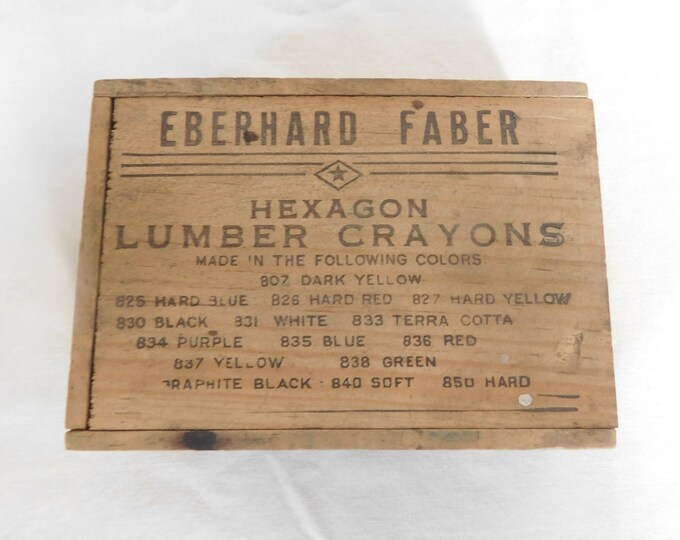 EBERHARD FABER
HEXAGON
LUMBER CRAYONS
MADE IN THE FOLLOWING COLORS
807 DARK YELLOW
825 HARD BLUE 826 HARD RED 827 HARD YELLOW
830 BLACK 831 WHITE 833 TERRA COTTA
834 PURPLE 835 BLUE 836 RED
837 YELLOW 838 GREEN
GRAPHITE BLACK - 840 SOFT 850 HARD